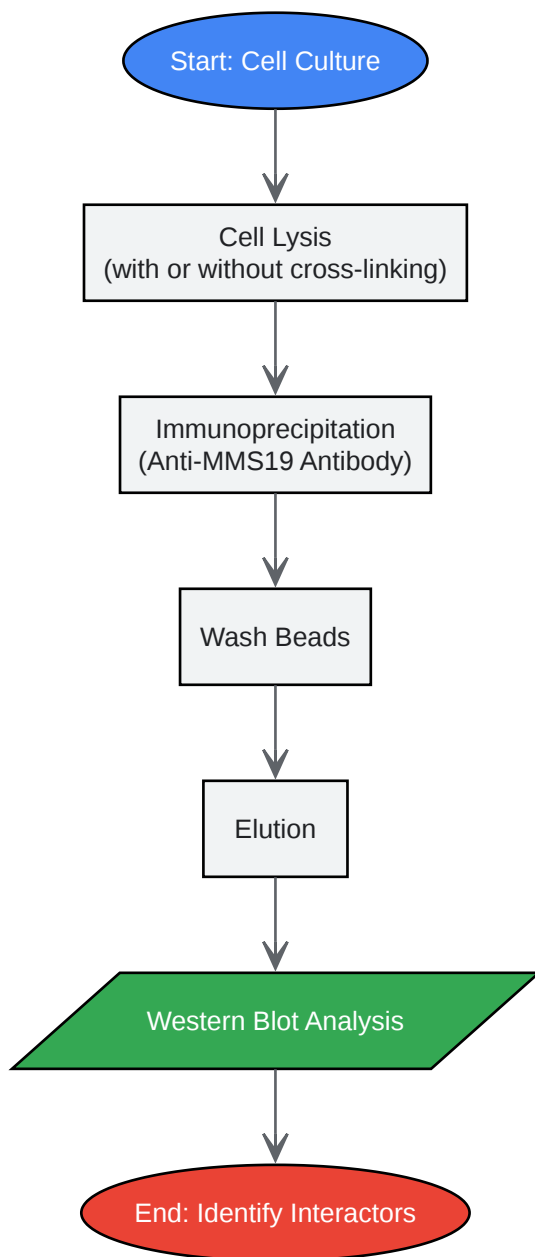 Start: Cell Culture
Cell Lysis
(with or without cross-linking)
Immunoprecipitation
(Anti-MMS19 Antibody)
Wash Beads
Elution
Western Blot Analysis
End: Identify Interactors